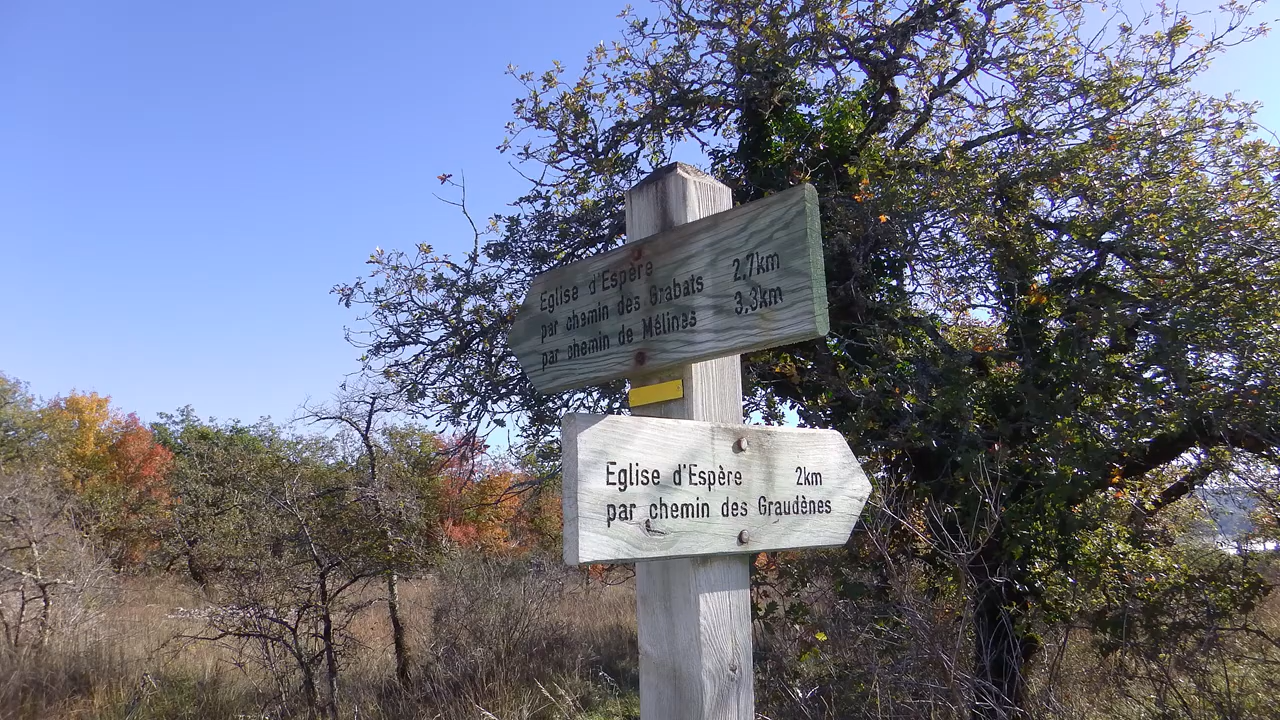 Eglise d'Espère
par chemin des Grabats 2,7km
par chemin de Mélines 3,3km
Eglise d'Espère 2km
par chemin des Graudènes